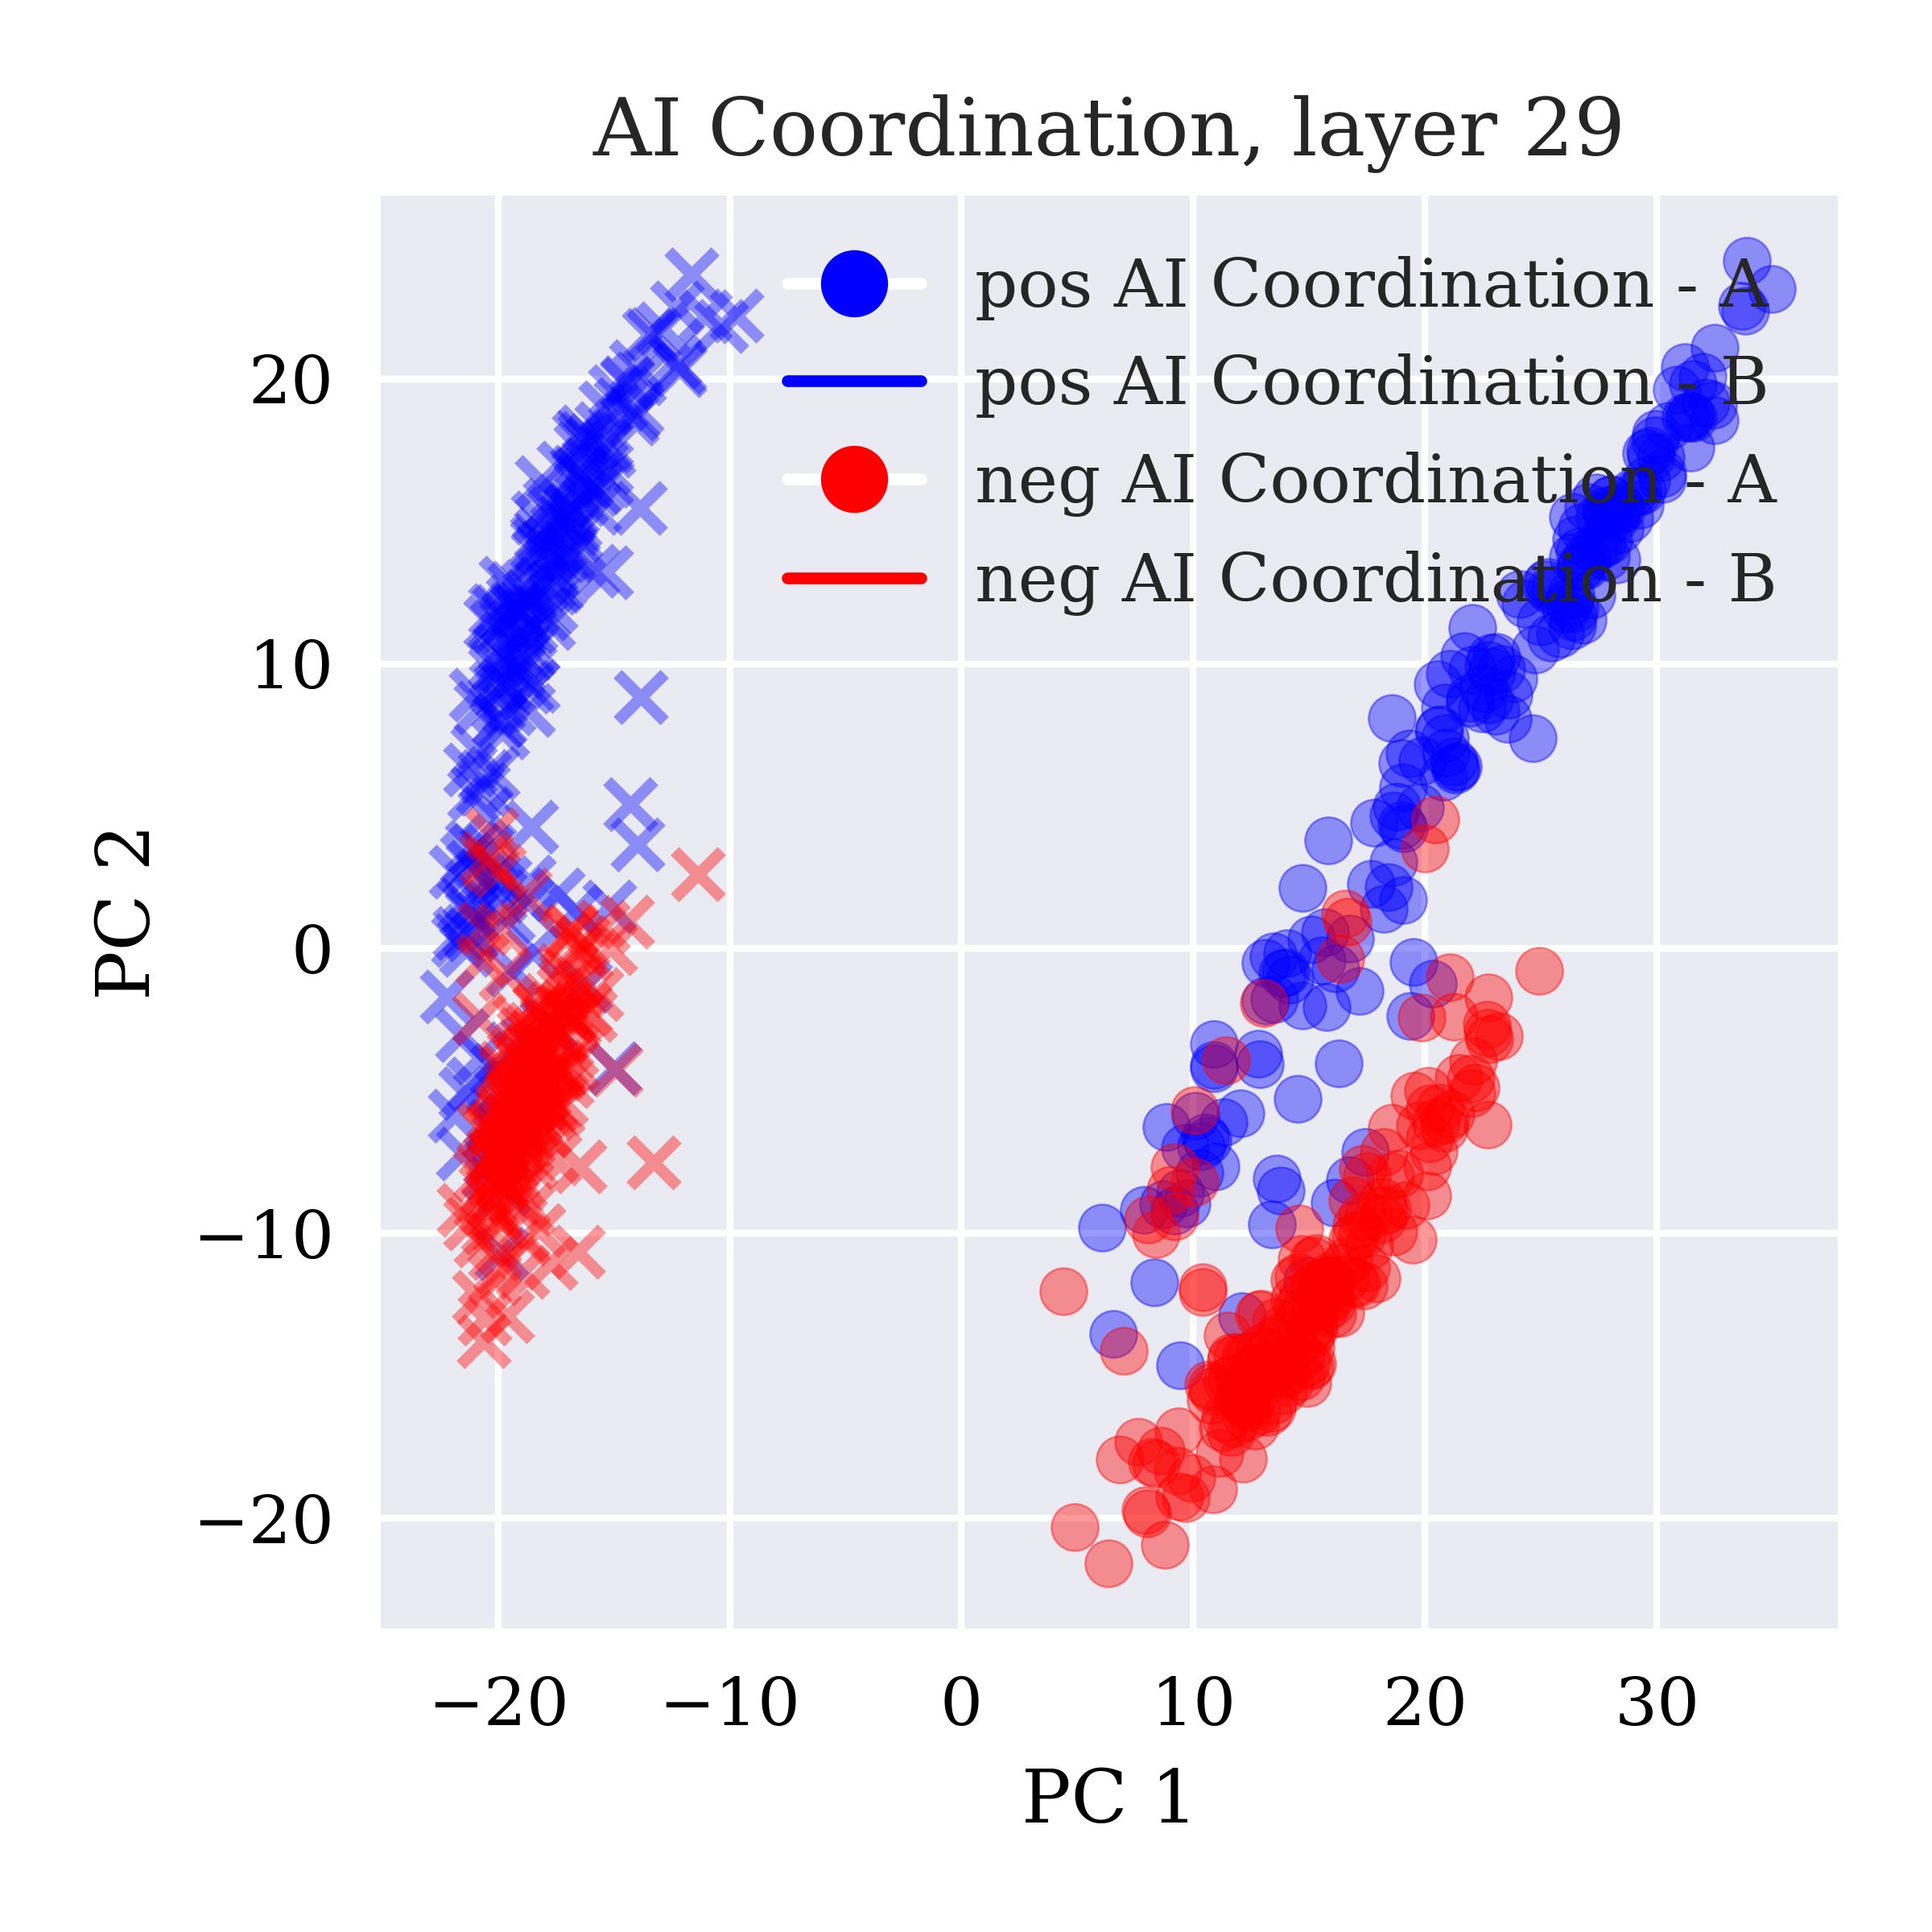 AI Coordination, layer 29
pos AI Coordination - A
pos AI Coordination - B
neg AI Coordination - A
neg AI Coordination - B
20
10
0
−10
−20
PC 2
−20
−10
0
10
20
30
PC 1